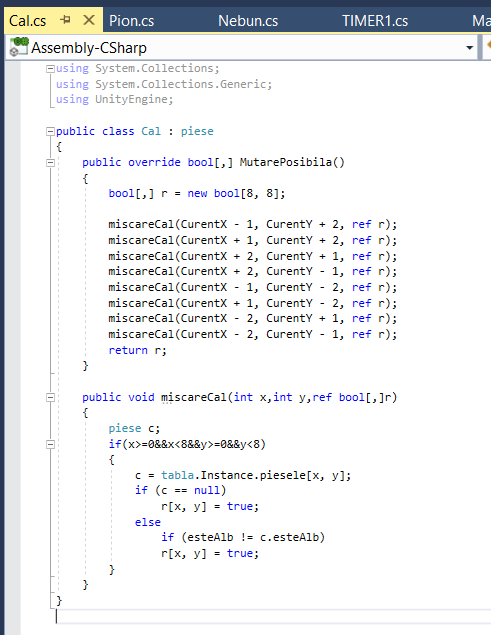 Cal.cs Pion.cs Nebun.cs TIMER1.cs Ma
Assembly-CSharp
using System.Collections;
using System.Collections.Generic;
using UnityEngine;
public class Cal : piese
{
public override bool[,] MutarePosibila()
{
bool[,] r = new bool[8, 8];
miscareCal(CurentX - 1, CurentY + 2, ref r);
miscareCal(CurentX + 1, CurentY + 2, ref r);
miscareCal(CurentX + 2, CurentY + 1, ref r);
miscareCal(CurentX + 2, CurentY - 1, ref r);
miscareCal(CurentX - 1, CurentY - 2, ref r);
miscareCal(CurentX + 1, CurentY - 2, ref r);
miscareCal(CurentX - 2, CurentY + 1, ref r);
miscareCal(CurentX - 2, CurentY - 1, ref r);
return r;
}
public void miscareCal(int x,int y,ref bool[,]r)
{
piese c;
if(x>=0&&x<8&&y>=0&&y<8)
{
c = tabla.Instance.piesele[x, y];
if (c == null)
r[x, y] = true;
else
if (esteAlb != c.esteAlb)
r[x, y] = true;
}
}
}